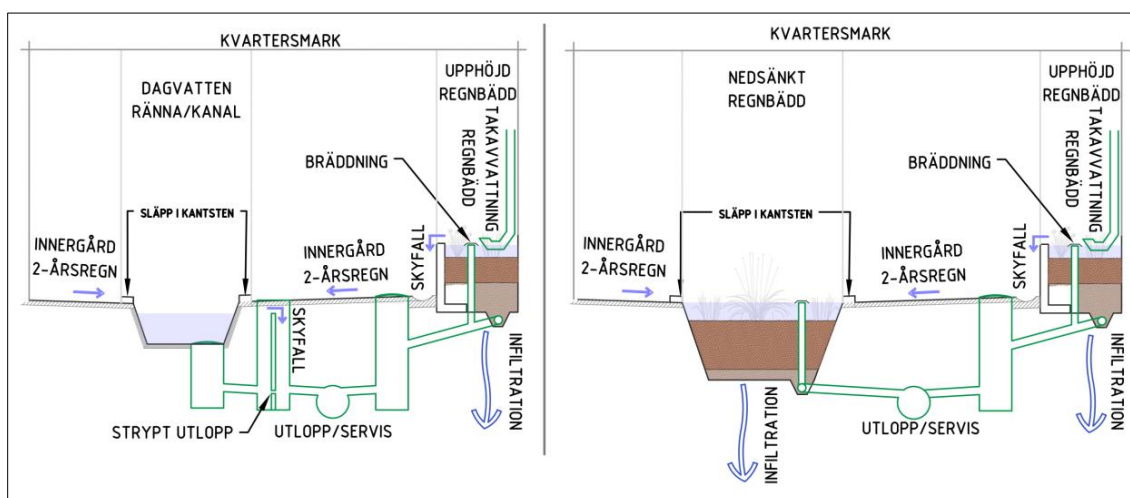 KVARTERSMARK
DAGVATTEN
RÄNNA/KANAL
UPPHÖJD
REGNBÄDD
TAKAVVATTNING
REGNBÄDD
BRÄDDNING
SLÄPP I KANTSTEN
INNERGÅRD
2-ÅRSREGN
INNERGÅRD
2-ÅRSREGN
SKYFALL
SKYFALL
INFILTRATION
STRYPT UTLOPP
UTLOPP/SERVIS
KVARTERSMARK
NEDSÄNKT
REGNBÄDD
UPPHÖJD
REGNBÄDD
TAKAVVATTNING
REGNBÄDD
BRÄDDNING
SLÄPP I KANTSTEN
INNERGÅRD
2-ÅRSREGN
INNERGÅRD
2-ÅRSREGN
SKYFALL
INFILTRATION
UTLOPP/SERVIS
INFILTRATION